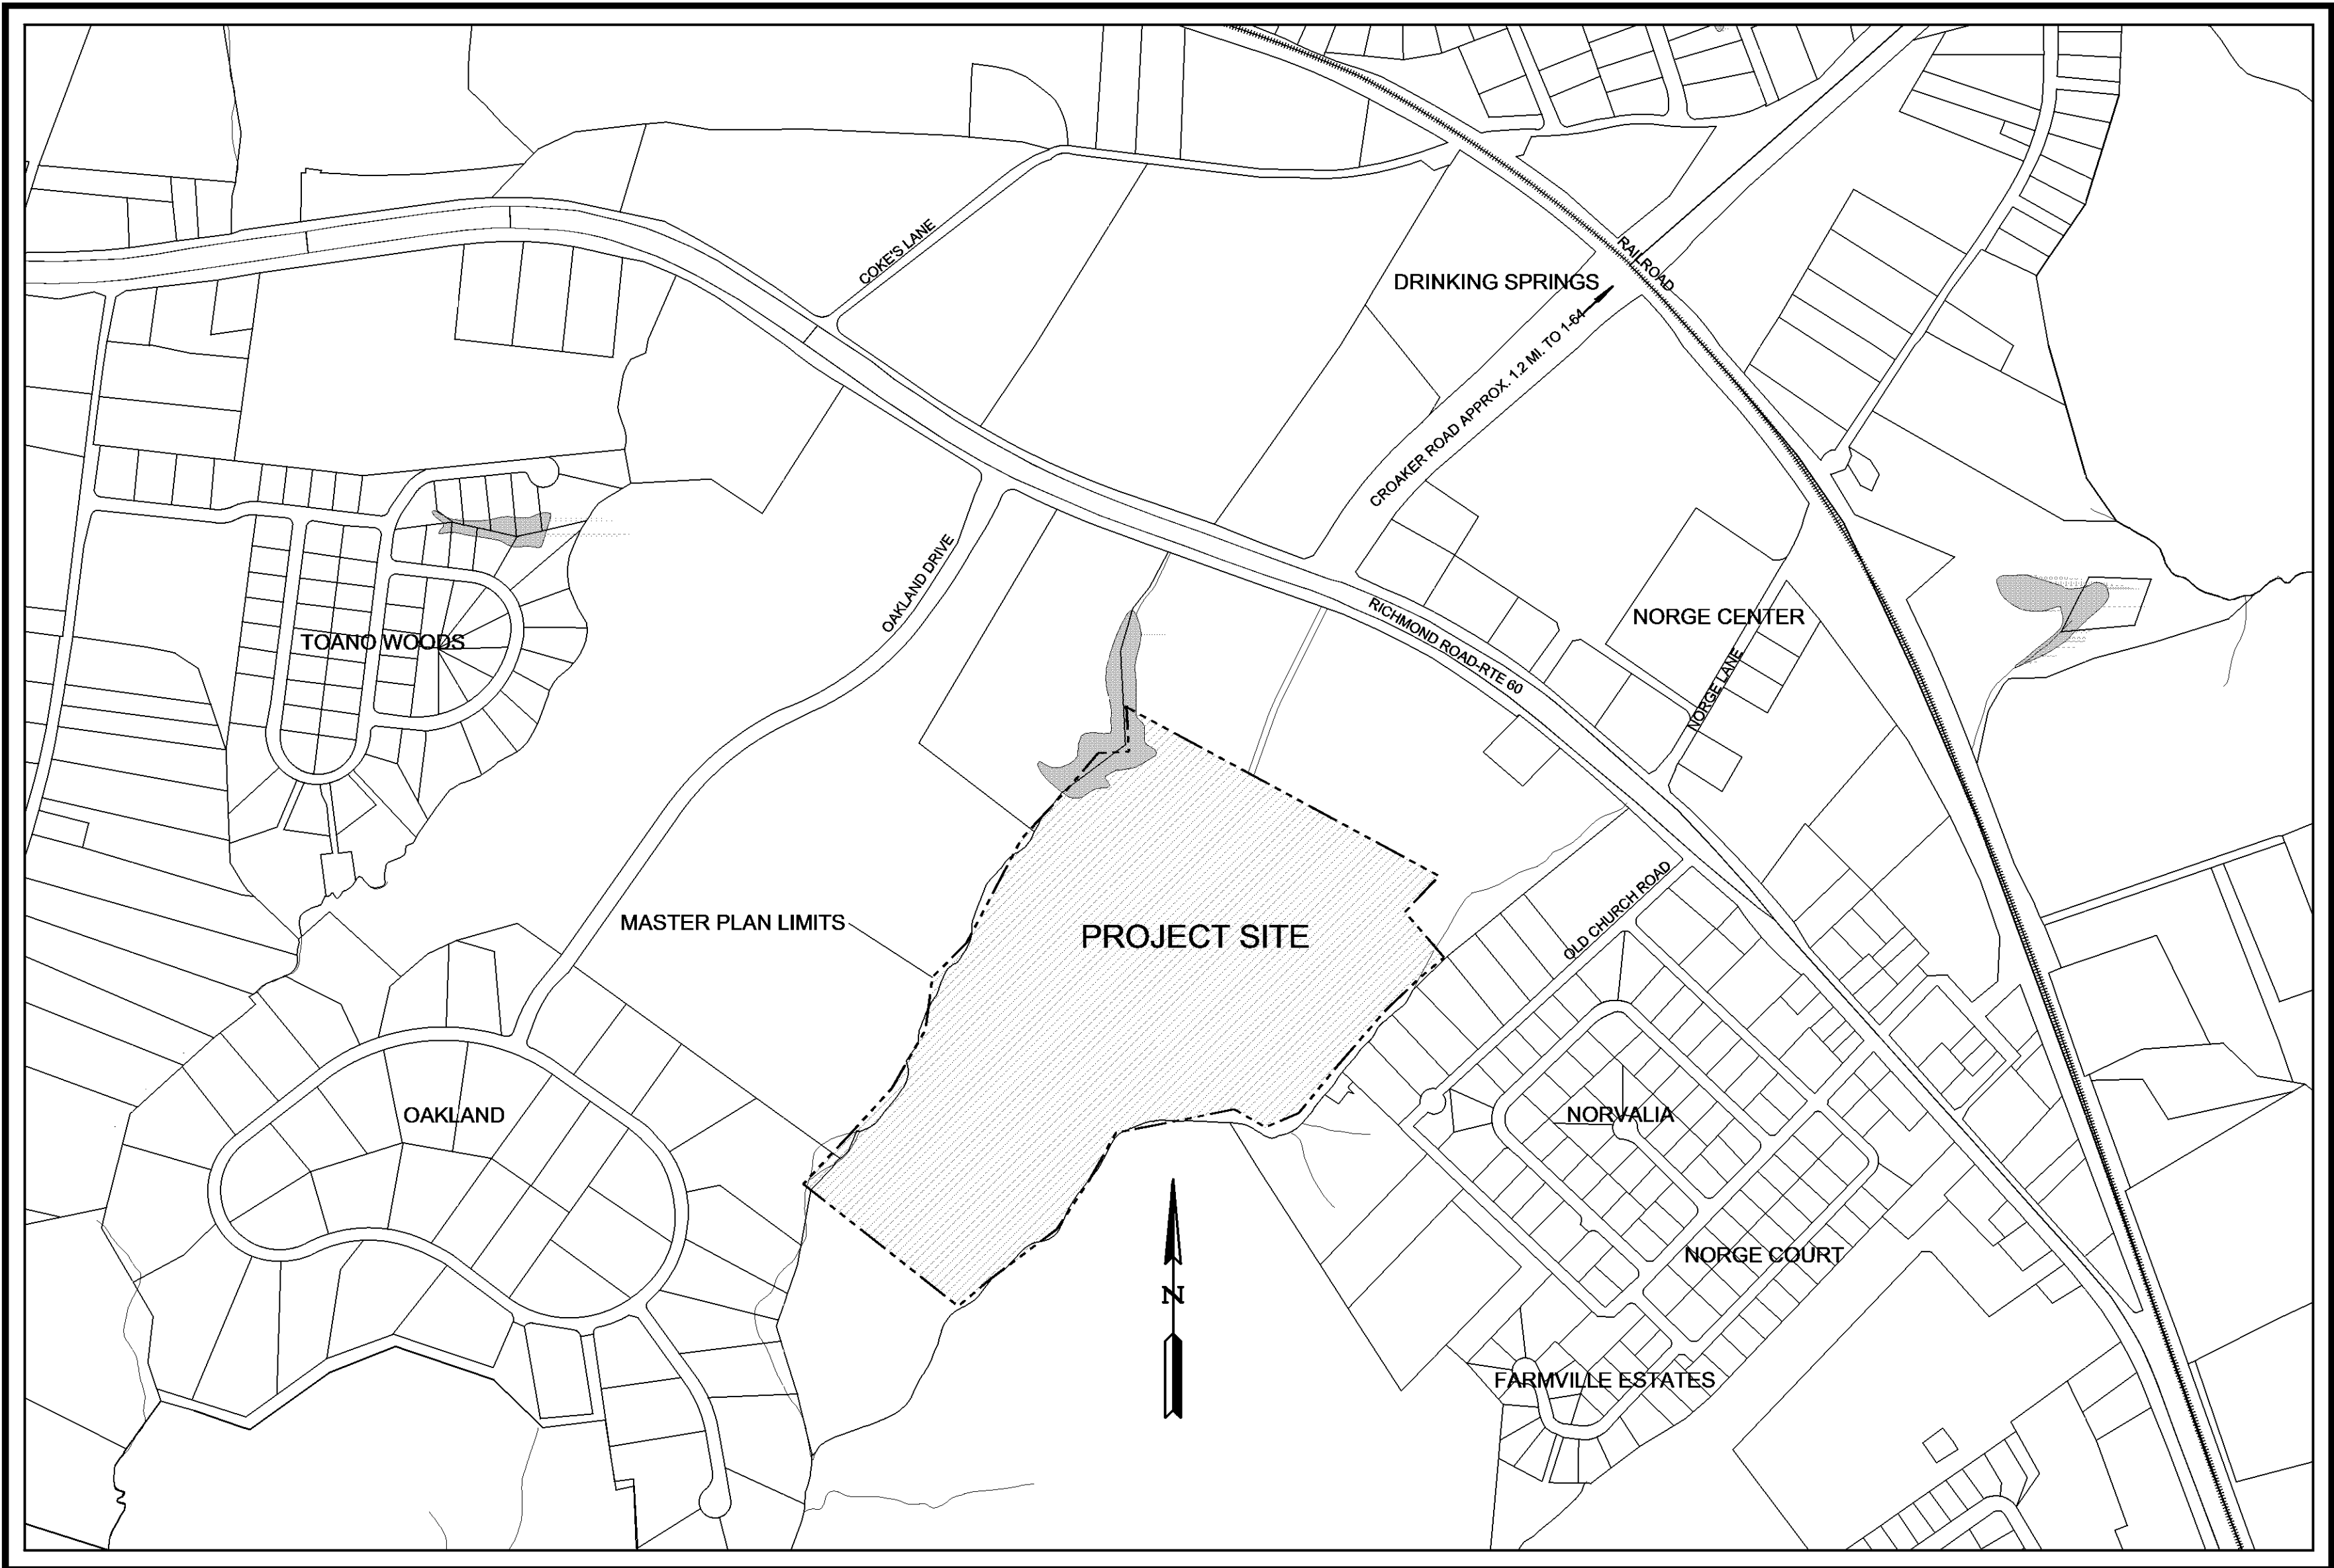 COKE'S LANE
RAILROAD
DRINKING SPRINGS
CROAKER ROAD APPROX. 1.2 MI. TO 1-64
OAKLAND DRIVE
RICHMOND ROAD-RTE 60
NORGE CENTER
TOANO WOODS
NORGE LANE
MASTER PLAN LIMITS
PROJECT SITE
OLD CHURCH ROAD
OAKLAND
NORVALIA
NORGE COURT
N
FARMVILLE ESTATES